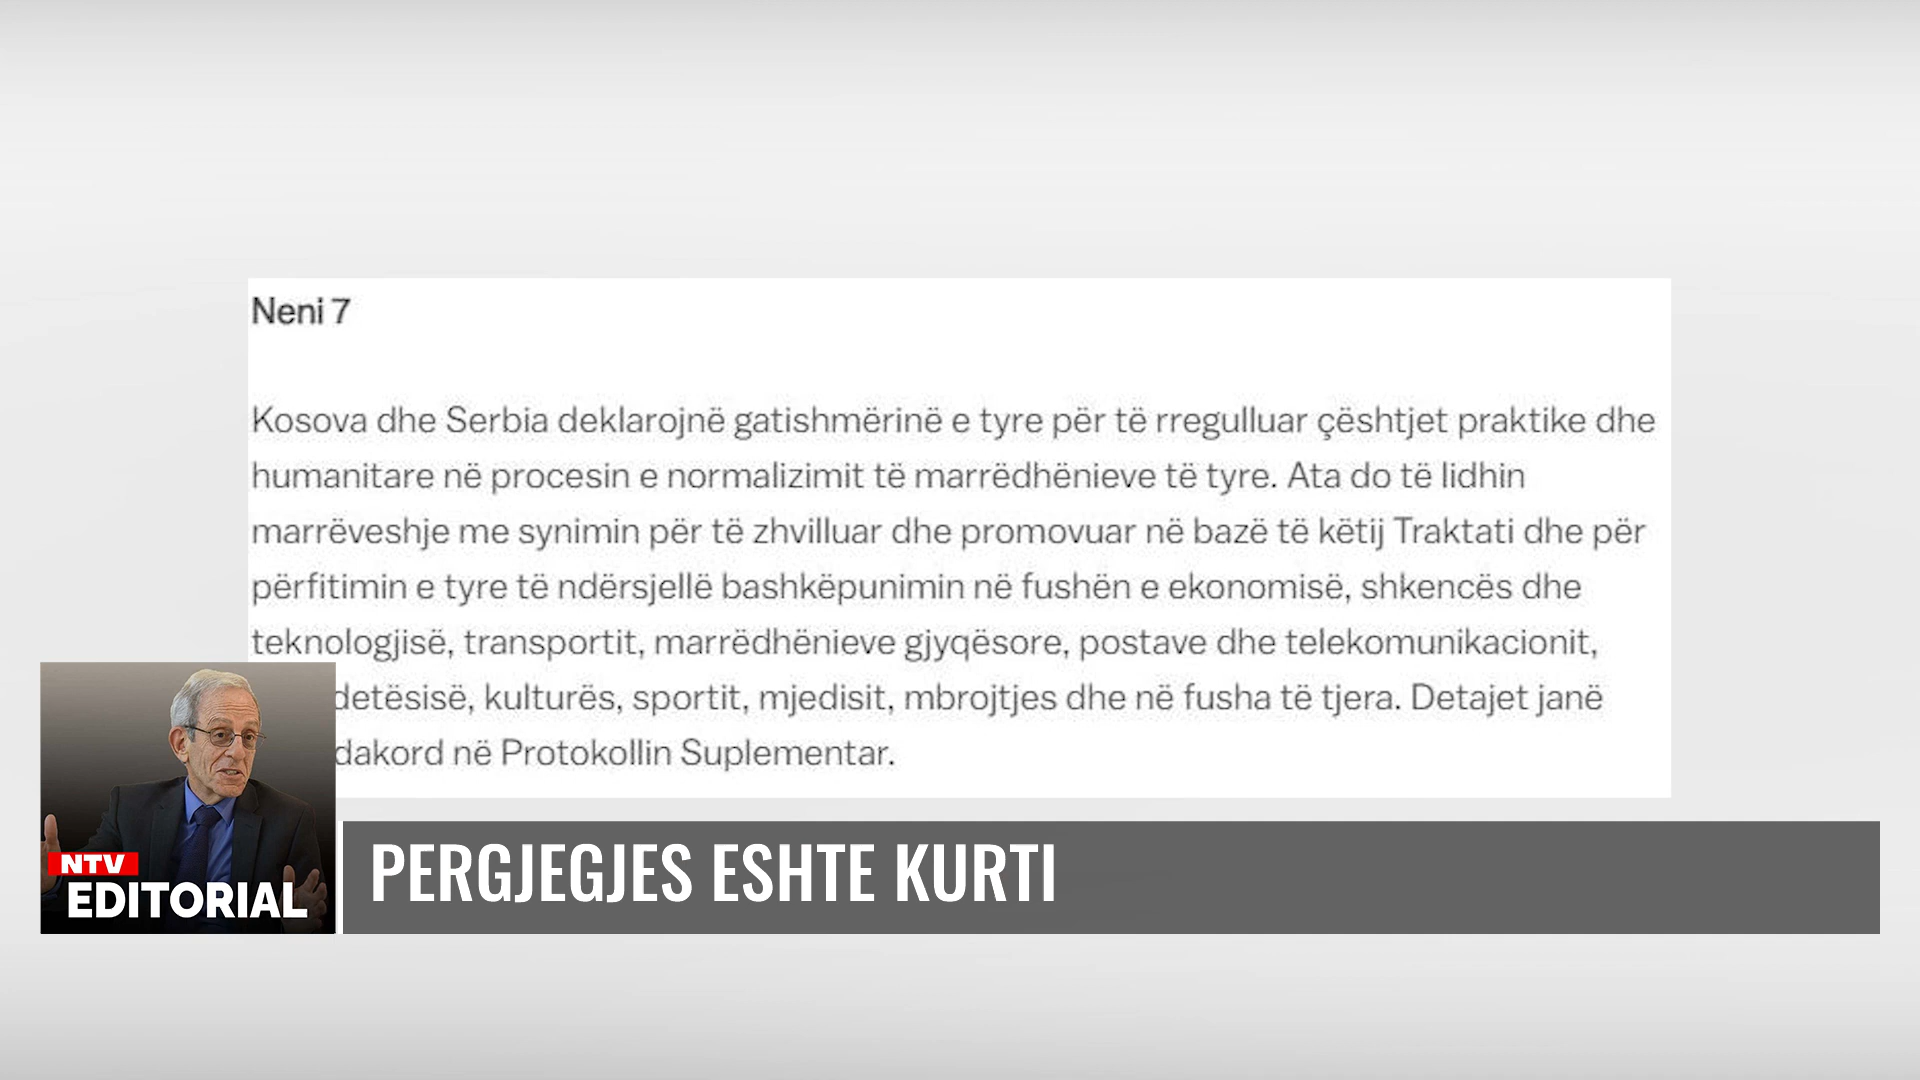 Neni 7
Kosova dhe Serbia deklarojnë gatishmërinë e tyre për të rregulluar çështjet praktike dhe
humanitare në procesin e normalizimit të marrëdhënieve të tyre. Ata do të lidhin
marrëveshje me synimin për të zhvilluar dhe promovuar në bazë të këtij Traktati dhe për
përfitimin e tyre të ndërsjellë bashkëpunimin në fushën e ekonomisë, shkencës dhe
teknologjisë, transportit, marrëdhënieve gjyqësore, postave dhe telekomunikacionit,
detësisë, kulturës, sportit, mjedisit, mbrojtjes dhe në fusha të tjera. Detajet janë
dakord në Protokollin Suplementar.
NTV
EDITORIAL
PERGJEGJES ESHTE KURTI